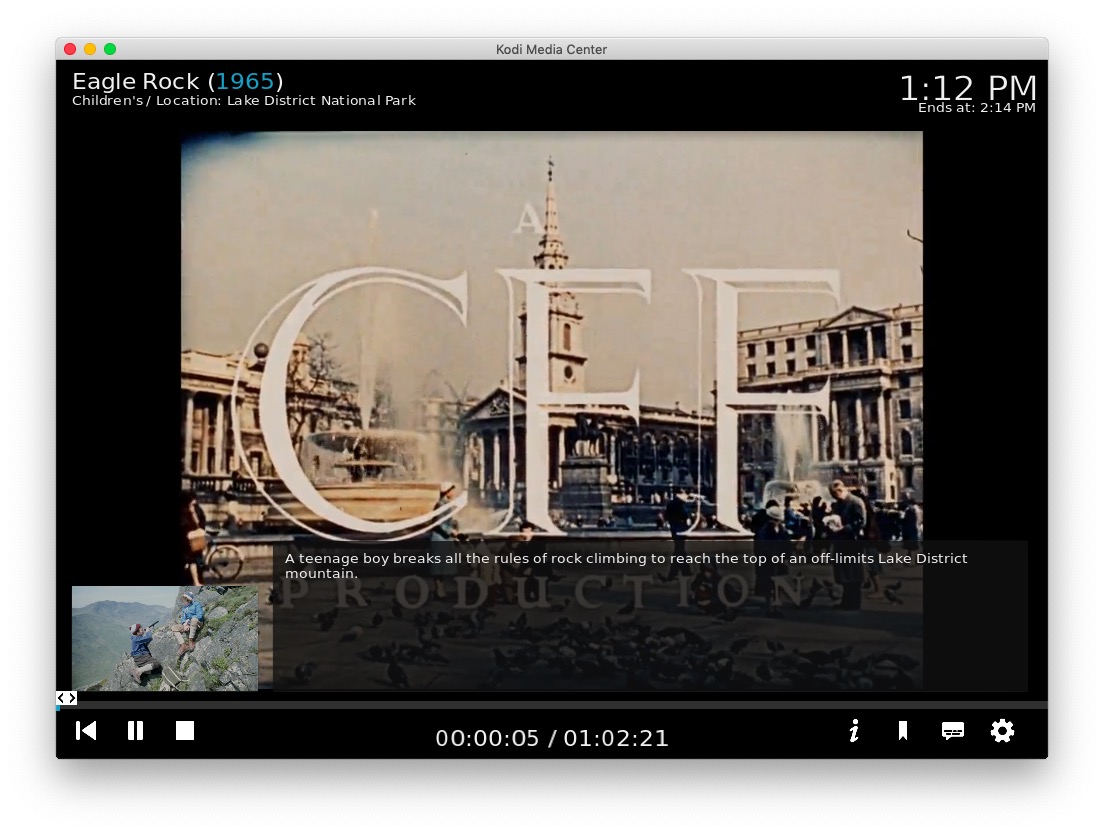 Kodi Media Center
Eagle Rock (1965)
Children's / Location: Lake District National Park
1:12 PM
Ends at: 2:14 PM
A
CFF
PRODUCTION
A teenage boy breaks all the rules of rock climbing to reach the top of an off-limits Lake District
mountain.
00:00:05 / 01:02:21